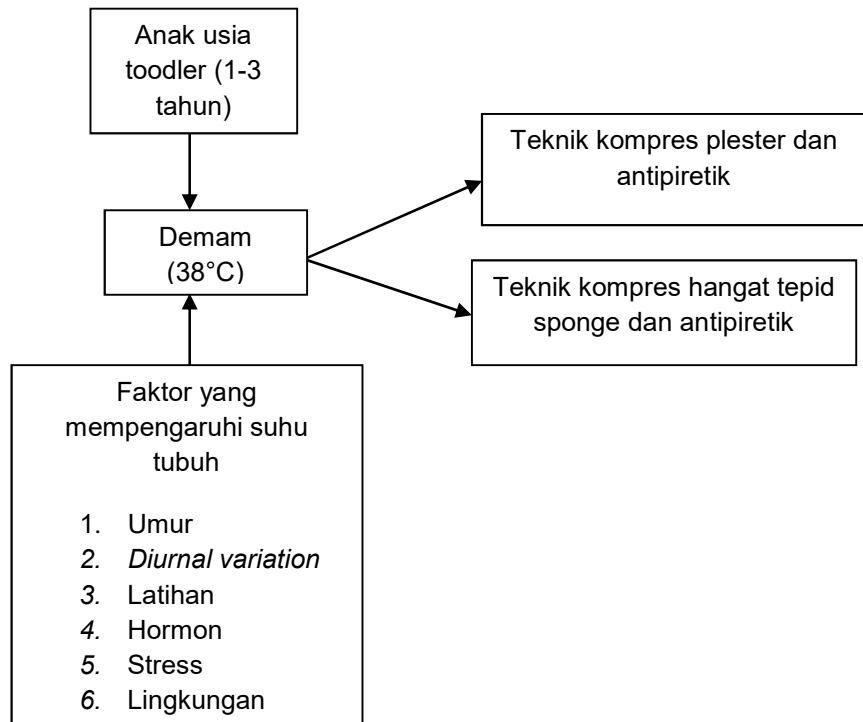 Anak usia
toodler (1-3
tahun)
Teknik kompres plester dan
antipiretik
Demam
(38°C)
Teknik kompres hangat tepid
sponge dan antipiretik
Faktor yang
mempengaruhi suhu
tubuh
1. Umur
2. Diurnal variation
3. Latihan
4. Hormon
5. Stress
6. Lingkungan